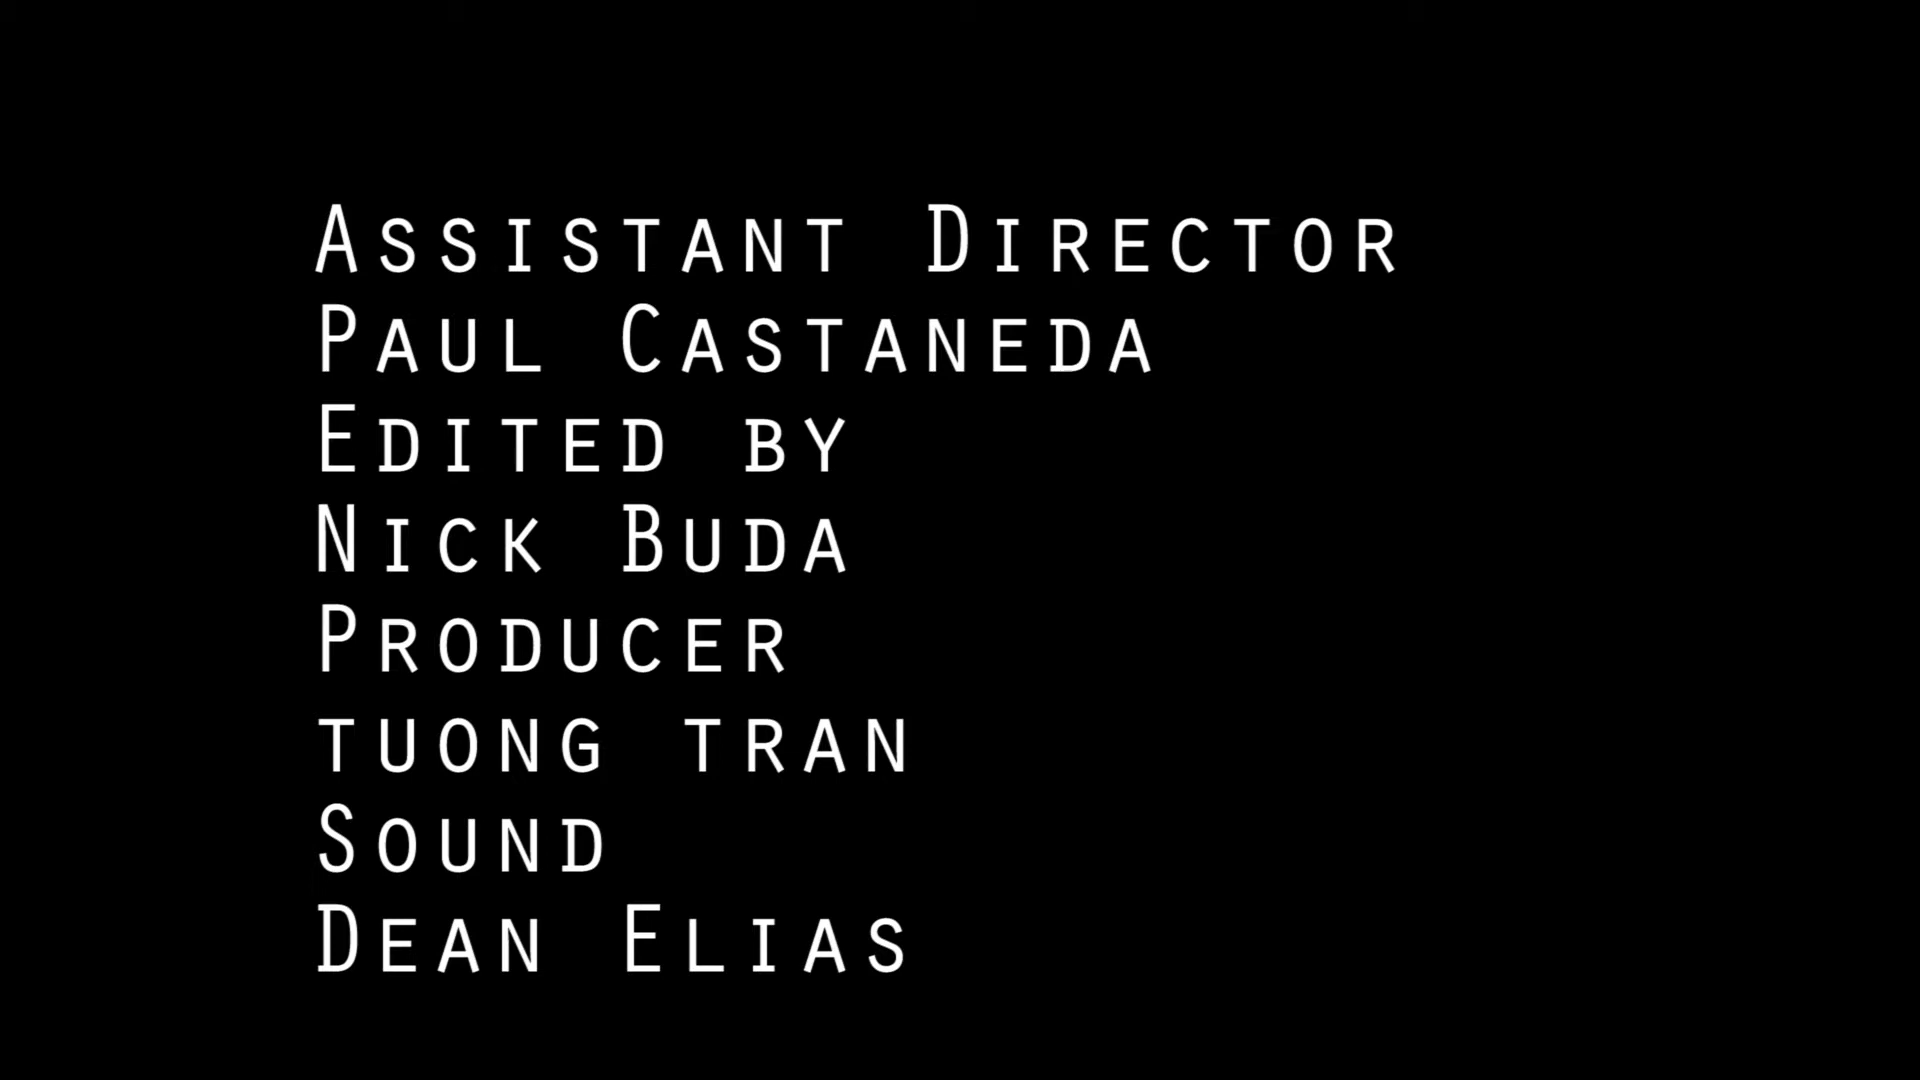 Assistant Director
Paul Castaneda
Edited by
Nick Buda
Producer
tuong tran
Sound
Dean Elias